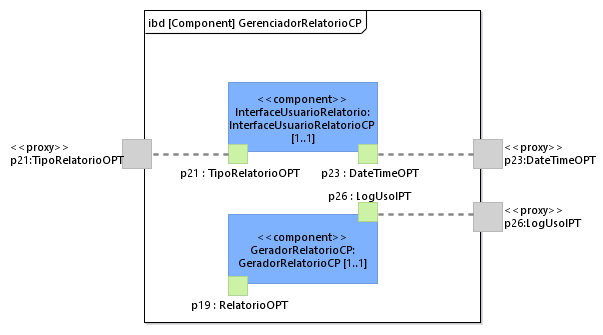 ibd [Component] GerenciadorRelatorioCP
<<component>>
InterfaceUsuarioRelatorio:
InterfaceUsuarioRelatorioCP
[1..1]
<<proxy>>
p21:TipoRelatorioOPT
<<proxy>>
p23:DateTimeOPT
p21 : TipoRelatorioOPT
p23 : DateTimeOPT
p26 : LogUsoIPT
<<proxy>>
p26:LogUsoIPT
<<component>>
GeradorRelatorioCP:
GeradorRelatorioCP [1..1]
p19 : RelatorioOPT